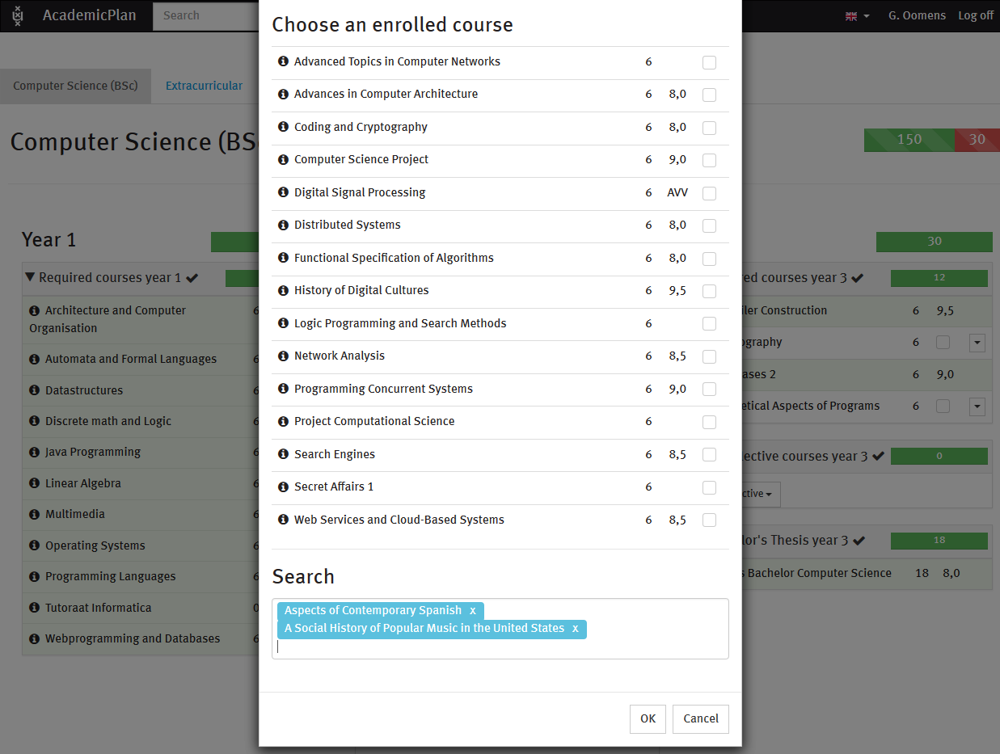 AcademicPlan
Search
G. Oomens
Log off
Computer Science (BSc)
Extracurricular
Computer Science (BS
150
30
Year 1
Required courses year 1
Architecture and Computer
Organisation
6
Automata and Formal Languages
6
Datastructures
6
Discrete math and Logic
6
Java Programming
6
Linear Algebra
6
Multimedia
6
Operating Systems
6
Programming Languages
6
Tutoraat Informatica
0
Webprogramming and Databases
6
Choose an enrolled course
Advanced Topics in Computer Networks 6
Advances in Computer Architecture 6 8,0
Coding and Cryptography 6 8,0
Computer Science Project 6 9,0
Digital Signal Processing 6 AVV
Distributed Systems 6 8,0
Functional Specification of Algorithms 6 8,0
History of Digital Cultures 6 9,5
Logic Programming and Search Methods 6
Network Analysis 6 8,5
Programming Concurrent Systems 6 9,0
Project Computational Science 6
Search Engines 6 8,5
Secret Affairs 1 6
Web Services and Cloud-Based Systems 6 8,5
Search
Aspects of Contemporary Spanish x
A Social History of Popular Music in the United States x
OK
Cancel
30
ed courses year 3
12
iler Construction 6 9,5
ography 6
ases 2 6 9,0
etical Aspects of Programs 6
lective courses year 3
0
ctive
lor's Thesis year 3
18
s Bachelor Computer Science 18 8,0